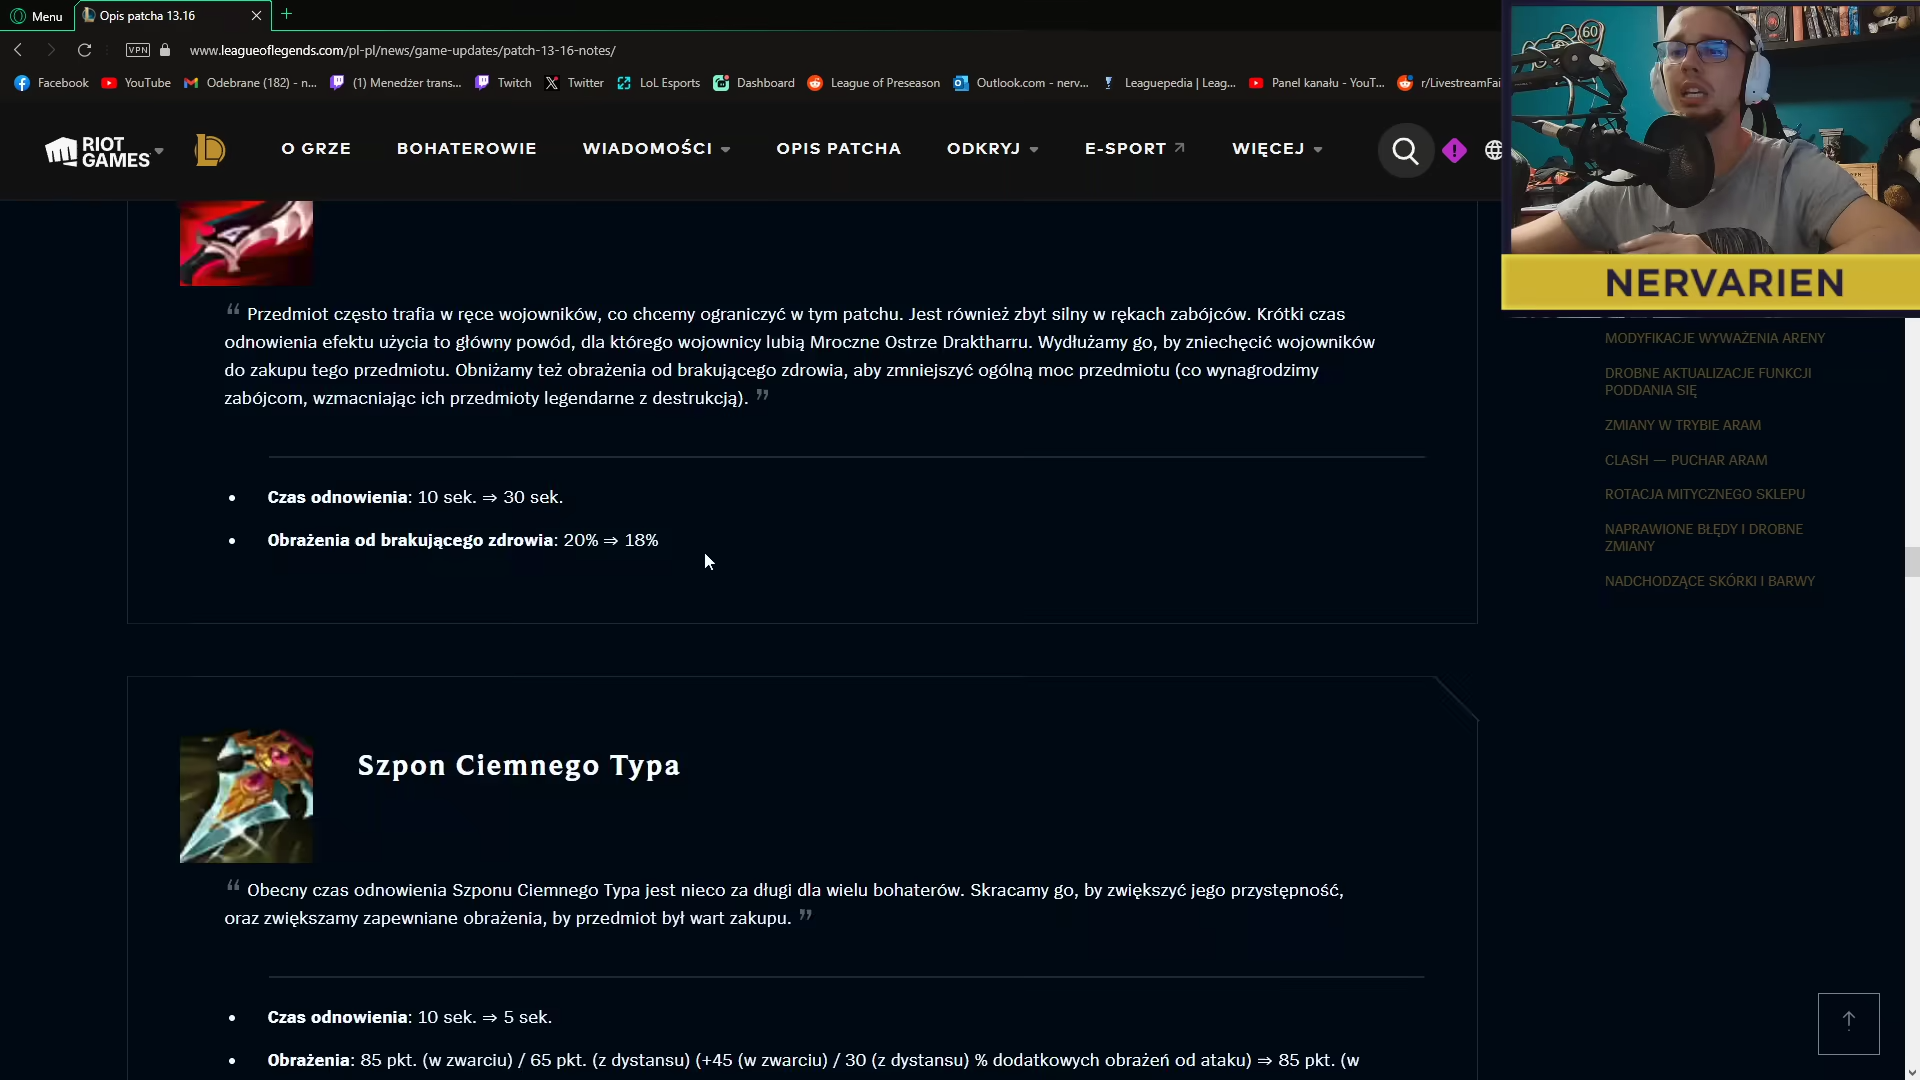 Menu
Opis patcha 13.16
VPN
www.leagueoflegends.com/pl-pl/news/game-updates/patch-13-16-notes/
Facebook YouTube Odebrane (182) - n... (1) Menedżer trans... Twitch Twitter LoL Esports Dashboard League of Preseason Outlook.com - nerv... Leaguepedia | Leag... Panel kanału - YouT... r/LivestreamFai
RIOT GAMES
O GRZE BOHATEROWIE WIADOMOŚCI OPIS PATCHA ODKRYJ E-SPORT WIĘCEJ
NERVARIEN
“ Przedmiot często trafia w ręce wojowników, co chcemy ograniczyć w tym patchu. Jest również zbyt silny w rękach zabójców. Krótki czas
odnowienia efektu użycia to główny powód, dla którego wojownicy lubią Mroczne Ostrze Draktharru. Wydłużamy go, by zniechęcić wojowników
do zakupu tego przedmiotu. Obniżamy też obrażenia od brakującego zdrowia, aby zmniejszyć ogólną moc przedmiotu (co wynagrodzimy
zabójcom, wzmacniając ich przedmioty legendarne z destrukcją). ”
• Czas odnowienia: 10 sek. ⇒ 30 sek.
• Obrażenia od brakującego zdrowia: 20% ⇒ 18%
Szpon Ciemnego Typa
“ Obecny czas odnowienia Szponu Ciemnego Typa jest nieco za długi dla wielu bohaterów. Skracamy go, by zwiększyć jego przystępność,
oraz zwiększamy zapewniane obrażenia, by przedmiot był wart zakupu. ”
• Czas odnowienia: 10 sek. ⇒ 5 sek.
• Obrażenia: 85 pkt. (w zwarciu) / 65 pkt. (z dystansu) (+45 (w zwarciu) / 30 (z dystansu) % dodatkowych obrażeń od ataku) ⇒ 85 pkt. (w
MODYFIKACJE WYWAŻENIA ARENY
DROBNE AKTUALIZACJE FUNKCJI
PODDANIA SIĘ
ZMIANY W TRYBIE ARAM
CLASH — PUCHAR ARAM
ROTACJA MITYCZNEGO SKLEPU
NAPRAWIONE BŁĘDY I DROBNE
ZMIANY
NADCHODZĄCE SKÓRKI I BARWY